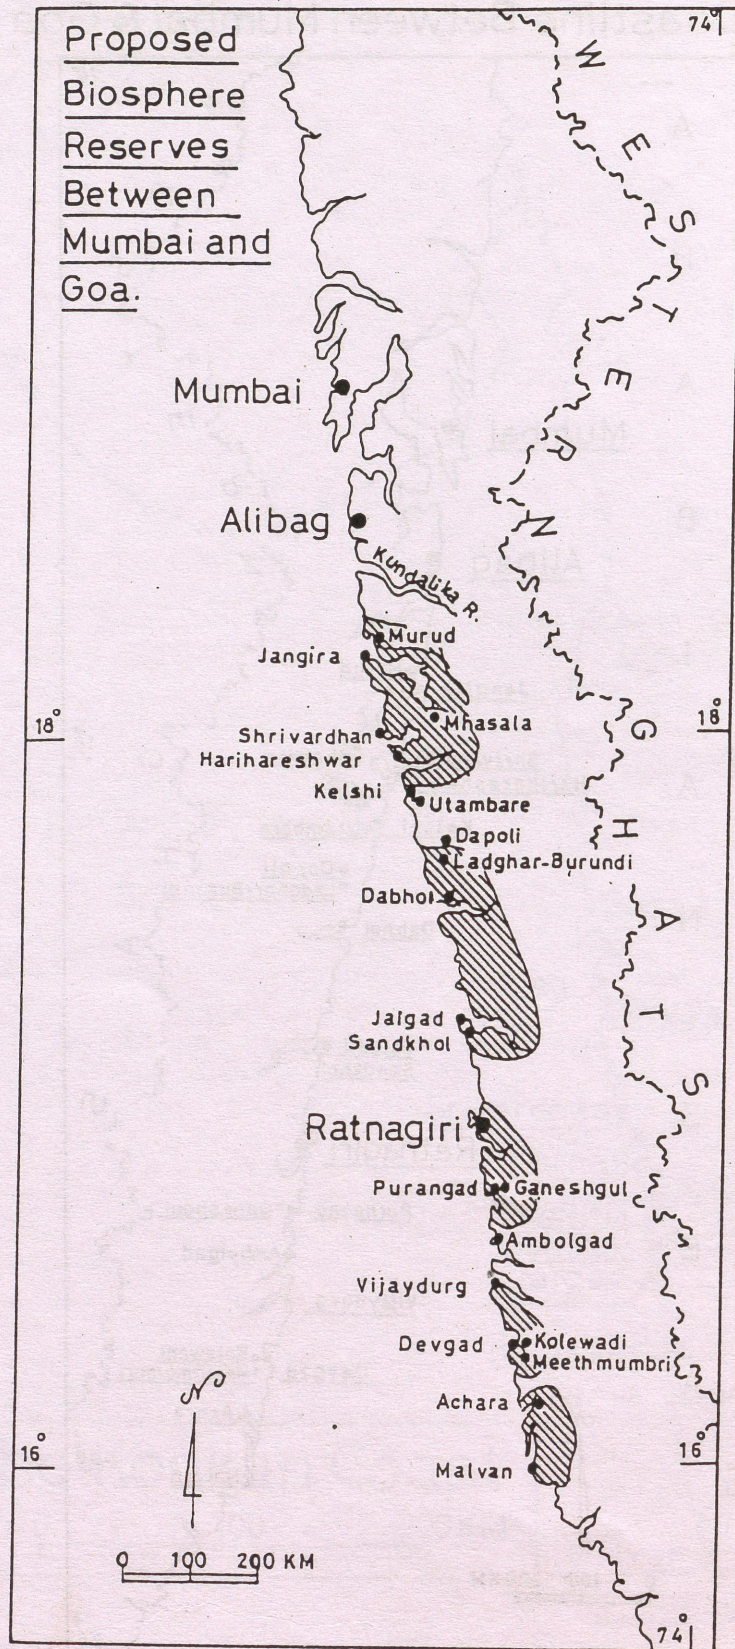 Proposed
Biosphere
Reserves
Between
Mumbai and
Goa.
74°
WESTERN GHATS
Mumbai
Alibag
Kundalika R.
Murud
Jangira
Mhasala
18°
18°
Shrivardhan
Harihareshwar
Kelshi
Utambare
Dapoli
Ladghar-Burundi
Dabhol
Jaigad
Sandkhol
Ratnagiri
Purangad
Ganeshgul
Ambolgad
Vijaydurg
Devgad
Kolewadi
Meethmumbri
Achara
N
16°
16°
Malvan
0 100 200 KM
74°